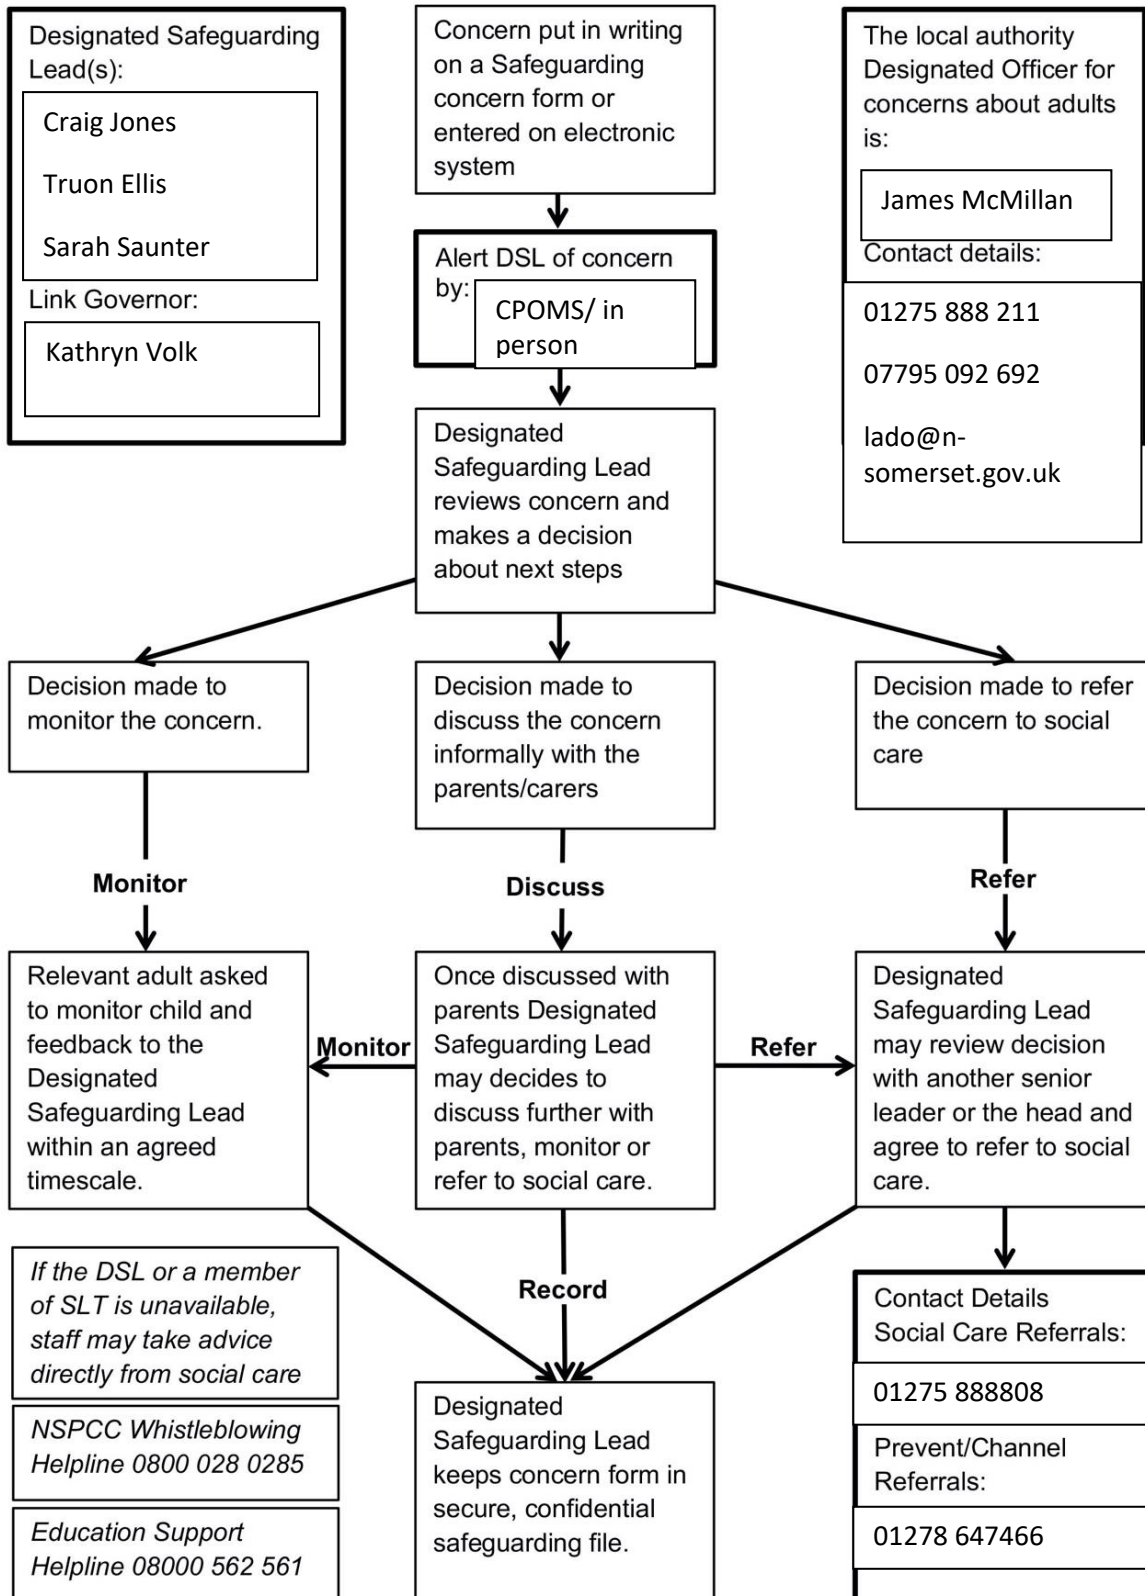 Designated Safeguarding
Lead(s):
Craig Jones
Truon Ellis
Sarah Saunter
Link Governor:
Kathryn Volk
Concern put in writing
on a Safeguarding
concern form or
entered on electronic
system
The local authority
Designated Officer for
concerns about adults
is:
James McMillan
Contact details:
01275 888 211
07795 092 692
lado@n-
somerset.gov.uk
Alert DSL of concern
by:
CPOMS/ in
person
Designated
Safeguarding Lead
reviews concern and
makes a decision
about next steps
Decision made to
monitor the concern.
Decision made to
discuss the concern
informally with the
parents/carers
Decision made to refer
the concern to social
care
Monitor
Discuss
Refer
Relevant adult asked
to monitor child and
feedback to the
Designated
Safeguarding Lead
within an agreed
timescale.
Monitor
Once discussed with
parents Designated
Safeguarding Lead
may decides to
discuss further with
parents, monitor or
refer to social care.
Refer
Designated
Safeguarding Lead
may review decision
with another senior
leader or the head and
agree to refer to social
care.
Record
If the DSL or a member
of SLT is unavailable,
staff may take advice
directly from social care
NSPCC Whistleblowing
Helpline 0800 028 0285
Education Support
Helpline 08000 562 561
Designated
Safeguarding Lead
keeps concern form in
secure, confidential
safeguarding file.
Contact Details
Social Care Referrals:
01275 888808
Prevent/Channel
Referrals:
01278 647466